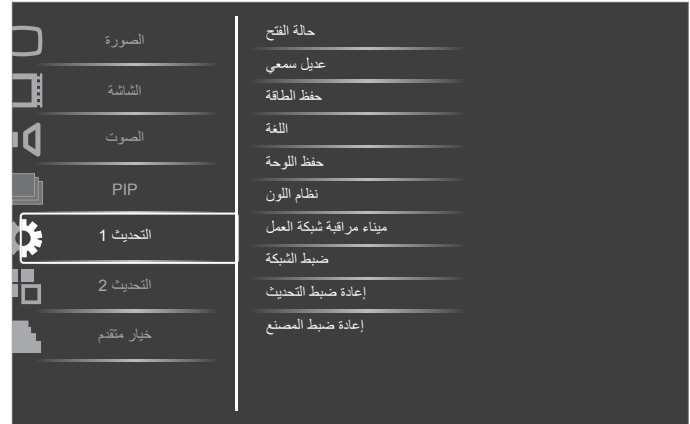 الصورة
الشاشة
الصوت
PIP
التحديث 1
التحديث 2
خيار متقدم
حالة الفتح
عديل سمعي
حفظ الطاقة
اللغة
حفظ اللوحة
نظام اللون
ميناء مراقبة شبكة العمل
ضبط الشبكة
إعادة ضبط التحديث
إعادة ضبط المصنع